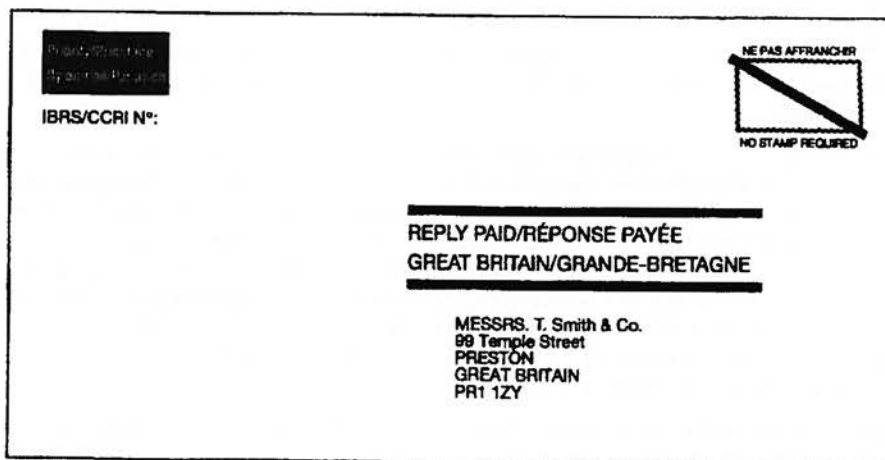 IBRS/CCRI Nº:
NE PAS AFFRANCHIR
NO STAMP REQUIRED
REPLY PAID/RÉPONSE PAYÉE
GREAT BRITAIN/GRANDE-BRETAGNE
MESSRS. T. Smith & Co.
99 Temple Street
PRESTON
GREAT BRITAIN
PR1 1ZY